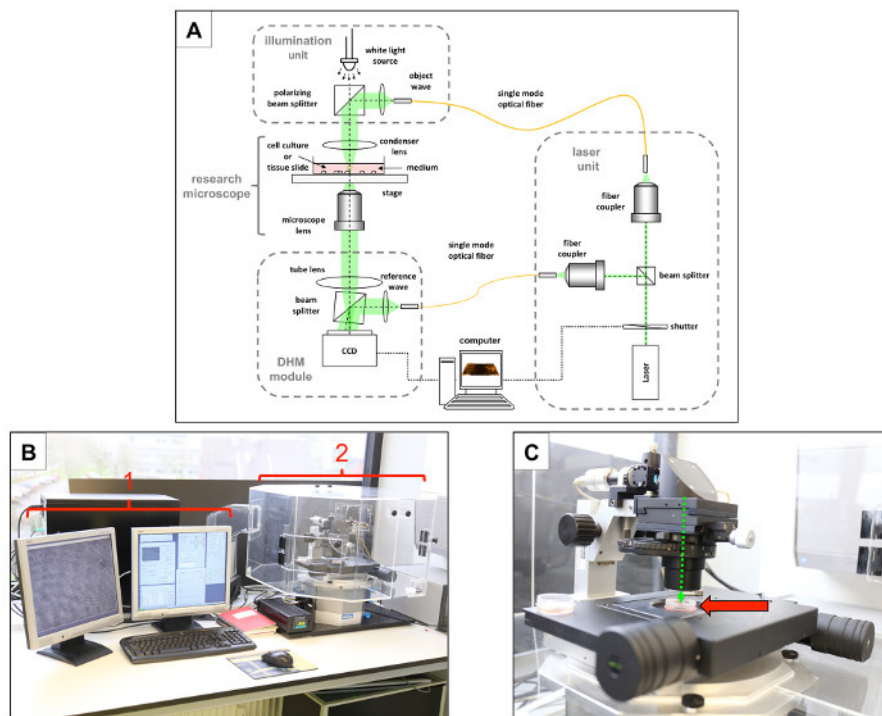 A
illumination
unit
white light
source
object
wave
polarizing
beam splitter
single mode
optical fiber
condenser
lens
cell culture
or
tissue slide
medium
laser
unit
research
microscope
stage
fiber
coupler
microscope
lens
single mode
optical fiber
fiber
coupler
tube lens
reference
wave
beam splitter
beam
splitter
shutter
computer
CCD
DHM
module
Laser
B
1
2
C